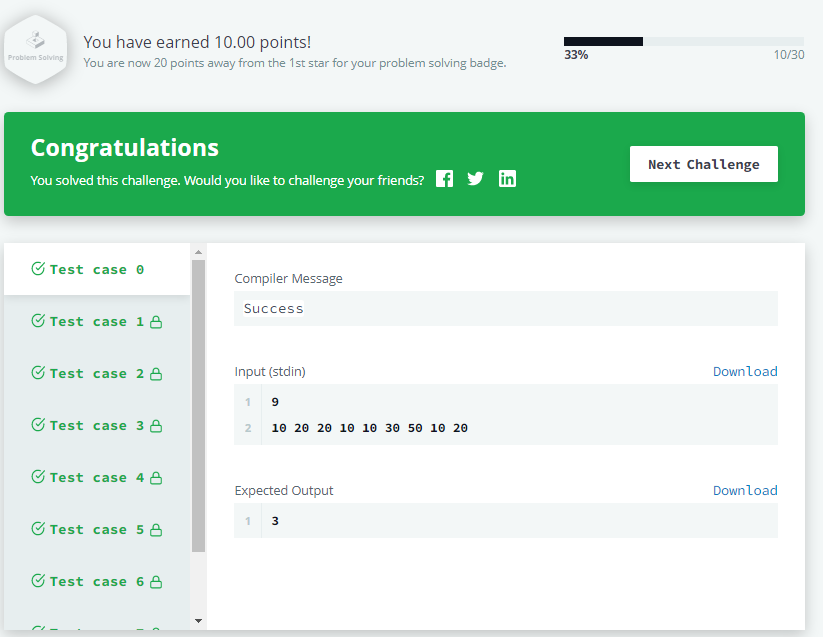 Problem Solving
You have earned 10.00 points!
You are now 20 points away from the 1st star for your problem solving badge.
33%
10/30
Congratulations
You solved this challenge. Would you like to challenge your friends?
Next Challenge
Test case 0
Test case 1
Test case 2
Test case 3
Test case 4
Test case 5
Test case 6
Compiler Message
Success
Input (stdin)
Download
1 9
2 10 20 20 10 10 30 50 10 20
Expected Output
Download
1 3